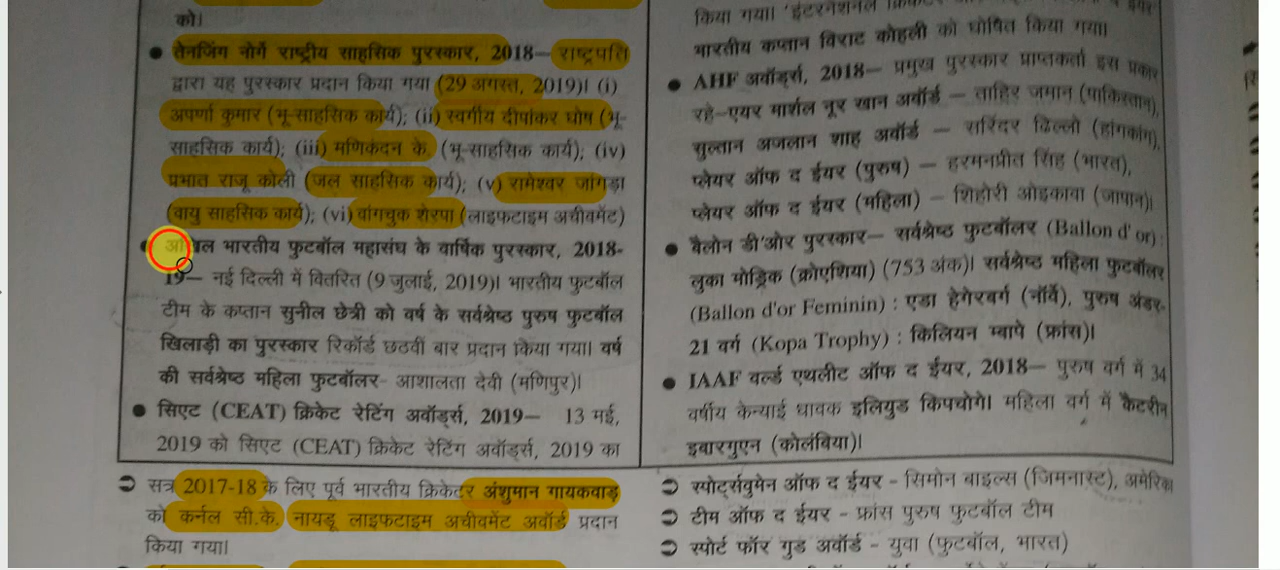 को।
● तेनजिंग नोर्गे राष्ट्रीय साहसिक पुरस्कार, 2018– राष्ट्रपति
द्वारा यह पुरस्कार प्रदान किया गया (29 अगस्त, 2019)। (i)
अपर्णा कुमार (भू-साहसिक कार्य); (ii) स्वर्गीय दीपांकर घोष (भू-
साहसिक कार्य); (iii) मणिकंदन के. (भू-साहसिक कार्य); (iv)
प्रभात राजू कोली (जल साहसिक कार्य); (v) रामेश्वर जांगड़ा
(वायु साहसिक कार्य); (vi) वांगचुक शेरपा (लाइफटाइम अचीवमेंट)
● भारतीय फुटबॉल महासंघ के वार्षिक पुरस्कार, 2018-
19– नई दिल्ली में वितरित (9 जुलाई, 2019)। भारतीय फुटबॉल
टीम के कप्तान सुनील छेत्री को वर्ष के सर्वश्रेष्ठ पुरुष फुटबॉल
खिलाड़ी का पुरस्कार रिकॉर्ड छठवीं बार प्रदान किया गया। वर्ष
की सर्वश्रेष्ठ महिला फुटबॉलर- आशालता देवी (मणिपुर)।
● सिएट (CEAT) क्रिकेट रेटिंग अवॉर्ड्स, 2019– 13 मई,
2019 को सिएट (CEAT) क्रिकेट रेटिंग अवॉर्ड्स, 2019 का
➲ सत्र 2017-18 के लिए पूर्व भारतीय क्रिकेटर अंशुमान गायकवाड़
को कर्नल सी.के. नायडू लाइफटाइम अचीवमेंट अवॉर्ड प्रदान
किया गया।
किया गया। 'इंटरनेशनल क्रिकेटर
भारतीय कप्तान विराट कोहली को घोषित किया गया।
● AHF अवॉर्ड्स, 2018– प्रमुख पुरस्कार प्राप्तकर्ता इस प्रकार
रहे–एयर मार्शल नूर खान अवॉर्ड – ताहिर जमान (पाकिस्तान),
सुल्तान अजलान शाह अवॉर्ड – सरिंदर ढिल्लों (हांगकांग),
प्लेयर ऑफ द ईयर (पुरुष) – हरमनप्रीत सिंह (भारत),
प्लेयर ऑफ द ईयर (महिला) – शिहोरी ओइकावा (जापान)।
● बैलोन डी'ओर पुरस्कार– सर्वश्रेष्ठ फुटबॉलर (Ballon d' or) :
लुका मोड्रिक (क्रोएशिया) (753 अंक)। सर्वश्रेष्ठ महिला फुटबॉलर
(Ballon d'or Feminin) : एडा हेगेरबर्ग (नॉर्वे), पुरुष अंडर-
21 वर्ग (Kopa Trophy) : किलियन म्बापे (फ्रांस)।
● IAAF वर्ल्ड एथलीट ऑफ द ईयर, 2018– पुरुष वर्ग में 34
वर्षीय केन्याई धावक इलियुड किपचोगे। महिला वर्ग में कैटरीन
इबारगुएन (कोलंबिया)।
➲ स्पोर्ट्सवुमेन ऑफ द ईयर - सिमोन बाइल्स (जिमनास्ट), अमेरिका
➲ टीम ऑफ द ईयर - फ्रांस पुरुष फुटबॉल टीम
➲ स्पोर्ट फॉर गुड अवॉर्ड - युवा (फुटबॉल, भारत)